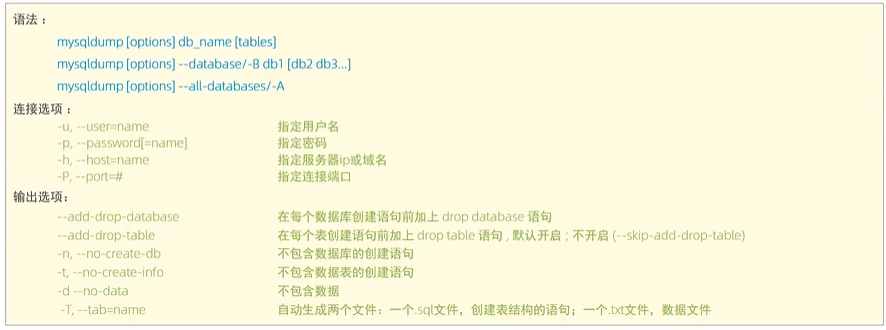 语法 :
mysqldump [options] db_name [tables]
mysqldump [options] --database/-B db1 [db2 db3...]
mysqldump [options] --all-databases/-A
连接选项 :
-u, --user=name 指定用户名
-p, --password[=name] 指定密码
-h, --host=name 指定服务器ip或域名
-P, --port=# 指定连接端口
输出选项:
--add-drop-database 在每个数据库创建语句前加上 drop database 语句
--add-drop-table 在每个表创建语句前加上 drop table 语句 , 默认开启 ; 不开启 (--skip-add-drop-table)
-n, --no-create-db 不包含数据库的创建语句
-t, --no-create-info 不包含数据表的创建语句
-d --no-data 不包含数据
-T, --tab=name 自动生成两个文件：一个.sql文件，创建表结构的语句；一个.txt文件，数据文件